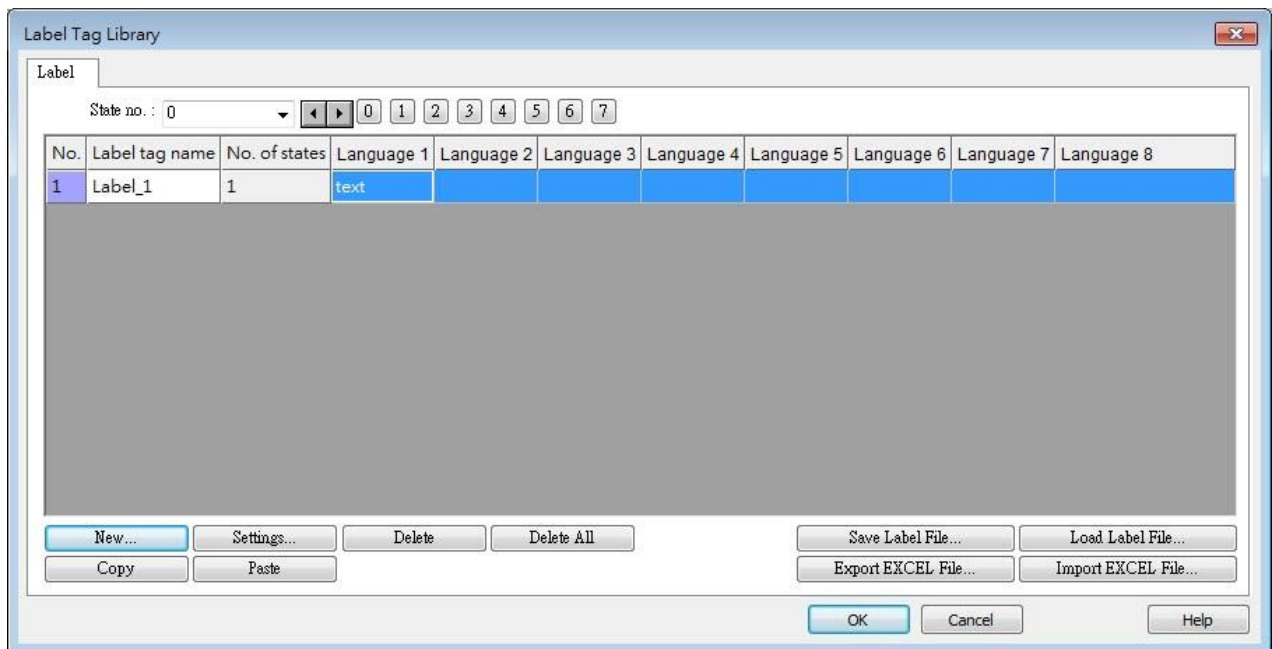 Label Tag Library
Label
State no. : 0 0 1 2 3 4 5 6 7
No. Label tag name No. of states Language 1 Language 2 Language 3 Language 4 Language 5 Language 6 Language 7 Language 8
1 Label_1 1 text
New... Settings... Delete Delete All Save Label File... Load Label File...
Copy Paste Export EXCEL File... Import EXCEL File...
OK Cancel Help